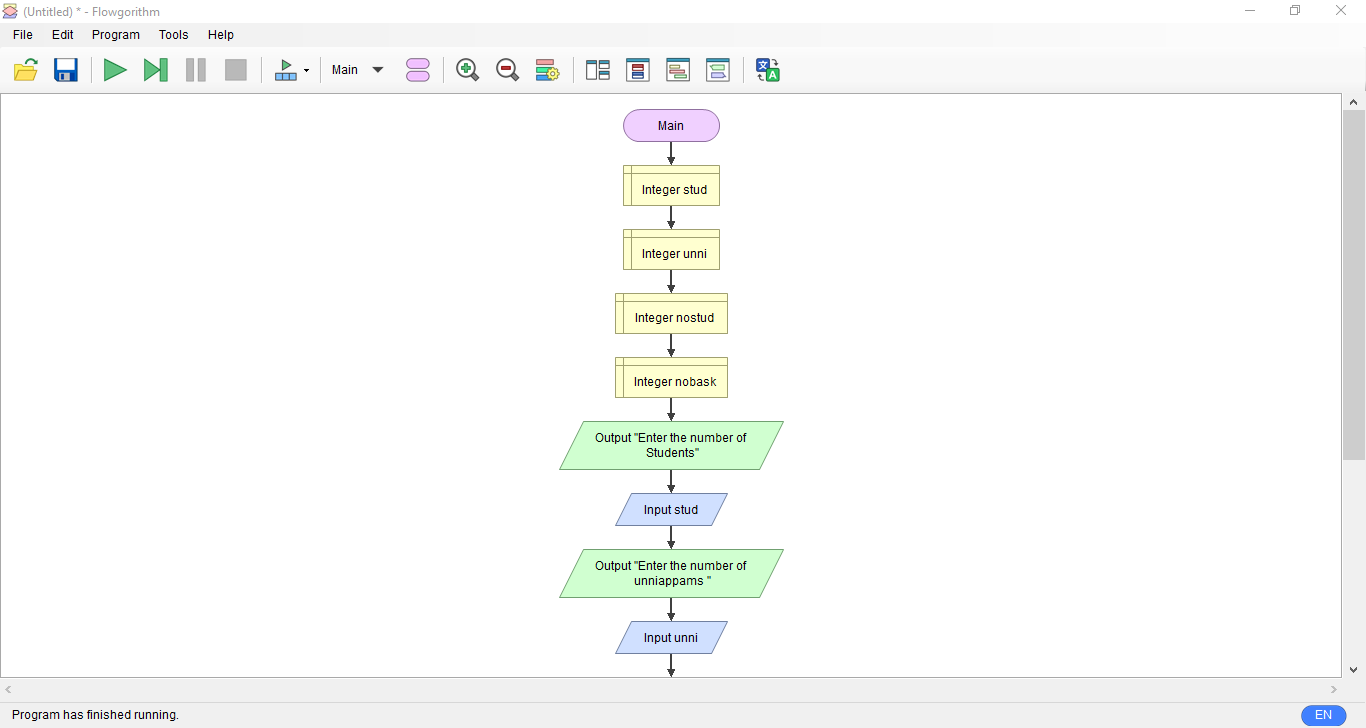 (Untitled) * - Flowgorithm
File Edit Program Tools Help
Main
文 A
Main
Integer stud
Integer unni
Integer nostud
Integer nobask
Output "Enter the number of
Students"
Input stud
Output "Enter the number of
unniappams "
Input unni
Program has finished running.
EN